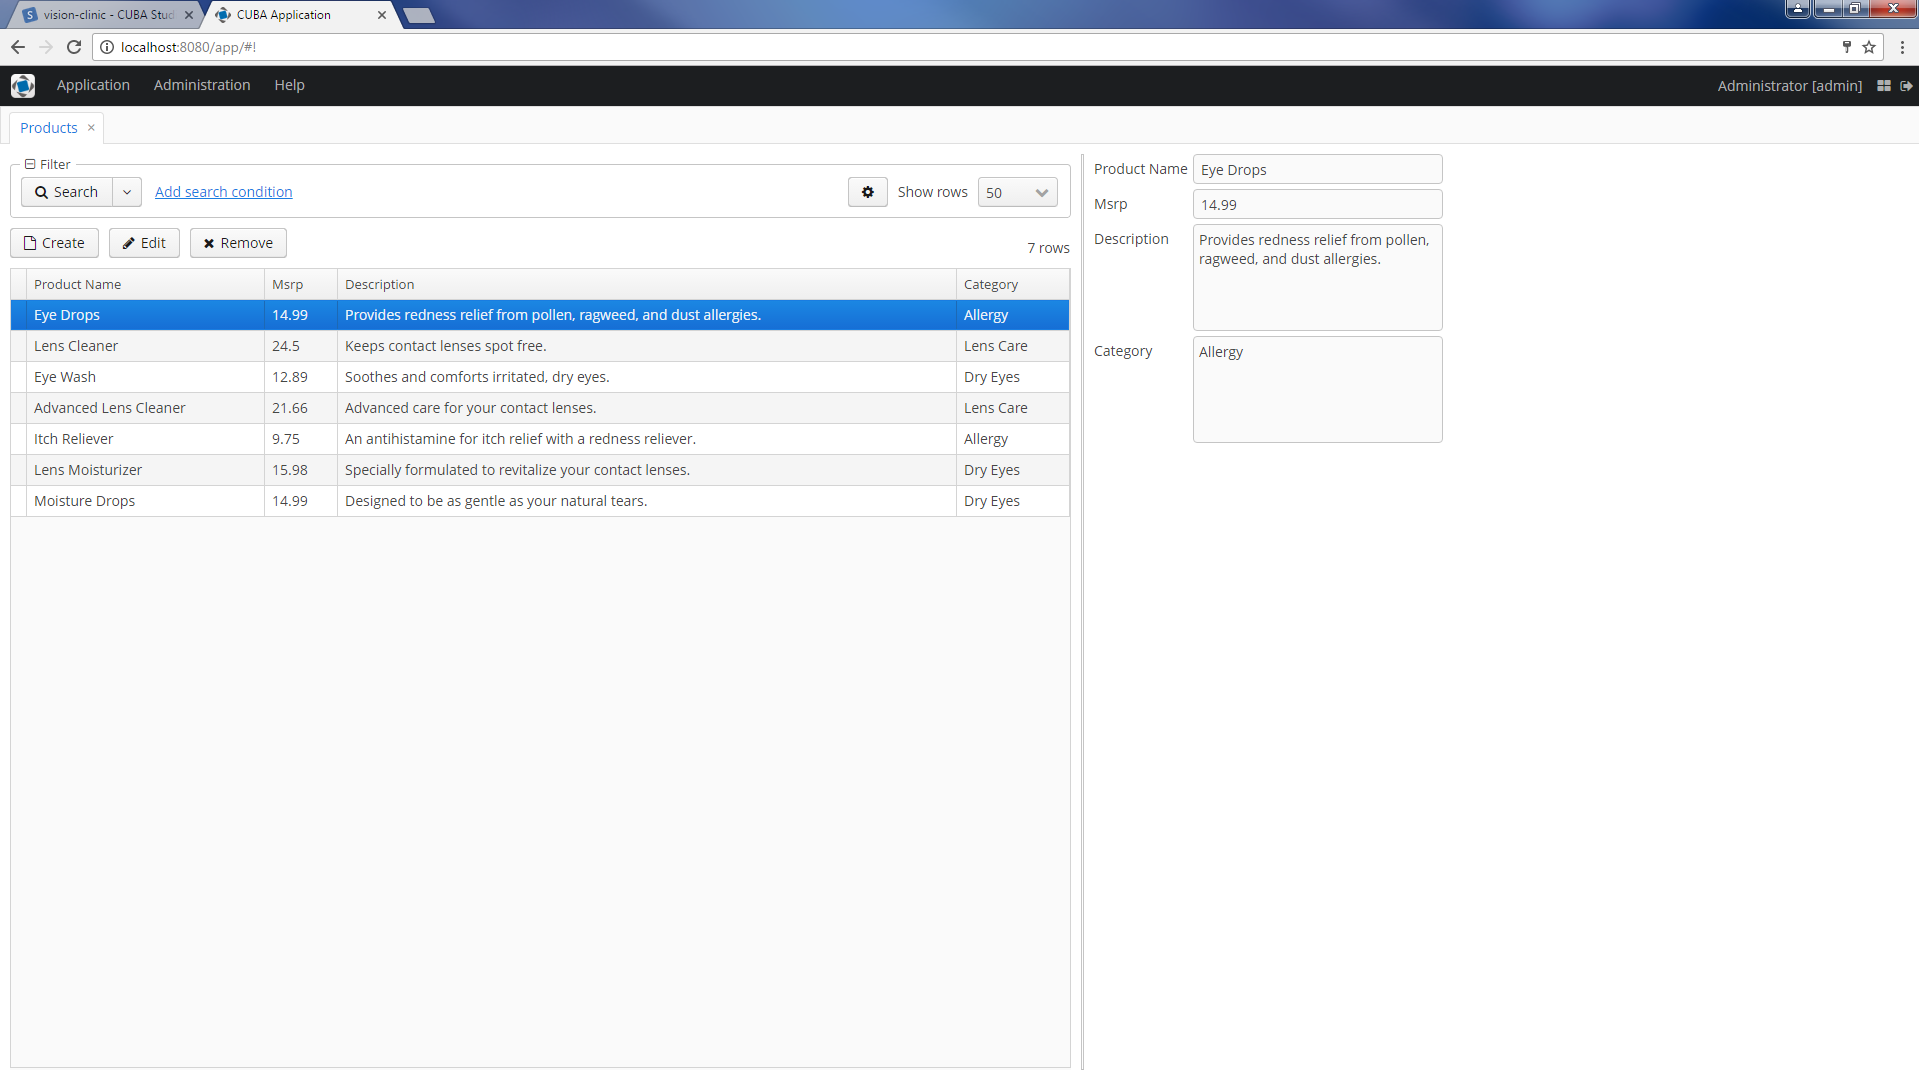 vision-clinic - CUBA Stud
CUBA Application
localhost:8080/app/#!
Application Administration Help
Administrator [admin]
Products
Filter
Search
Add search condition
Show rows 50
Create Edit Remove
7 rows
Product Name Msrp Description Category
Eye Drops 14.99 Provides redness relief from pollen, ragweed, and dust allergies. Allergy
Lens Cleaner 24.5 Keeps contact lenses spot free. Lens Care
Eye Wash 12.89 Soothes and comforts irritated, dry eyes. Dry Eyes
Advanced Lens Cleaner 21.66 Advanced care for your contact lenses. Lens Care
Itch Reliever 9.75 An antihistamine for itch relief with a redness reliever. Allergy
Lens Moisturizer 15.98 Specially formulated to revitalize your contact lenses. Dry Eyes
Moisture Drops 14.99 Designed to be as gentle as your natural tears. Dry Eyes
Product Name Eye Drops
Msrp 14.99
Description Provides redness relief from pollen,
ragweed, and dust allergies.
Category Allergy